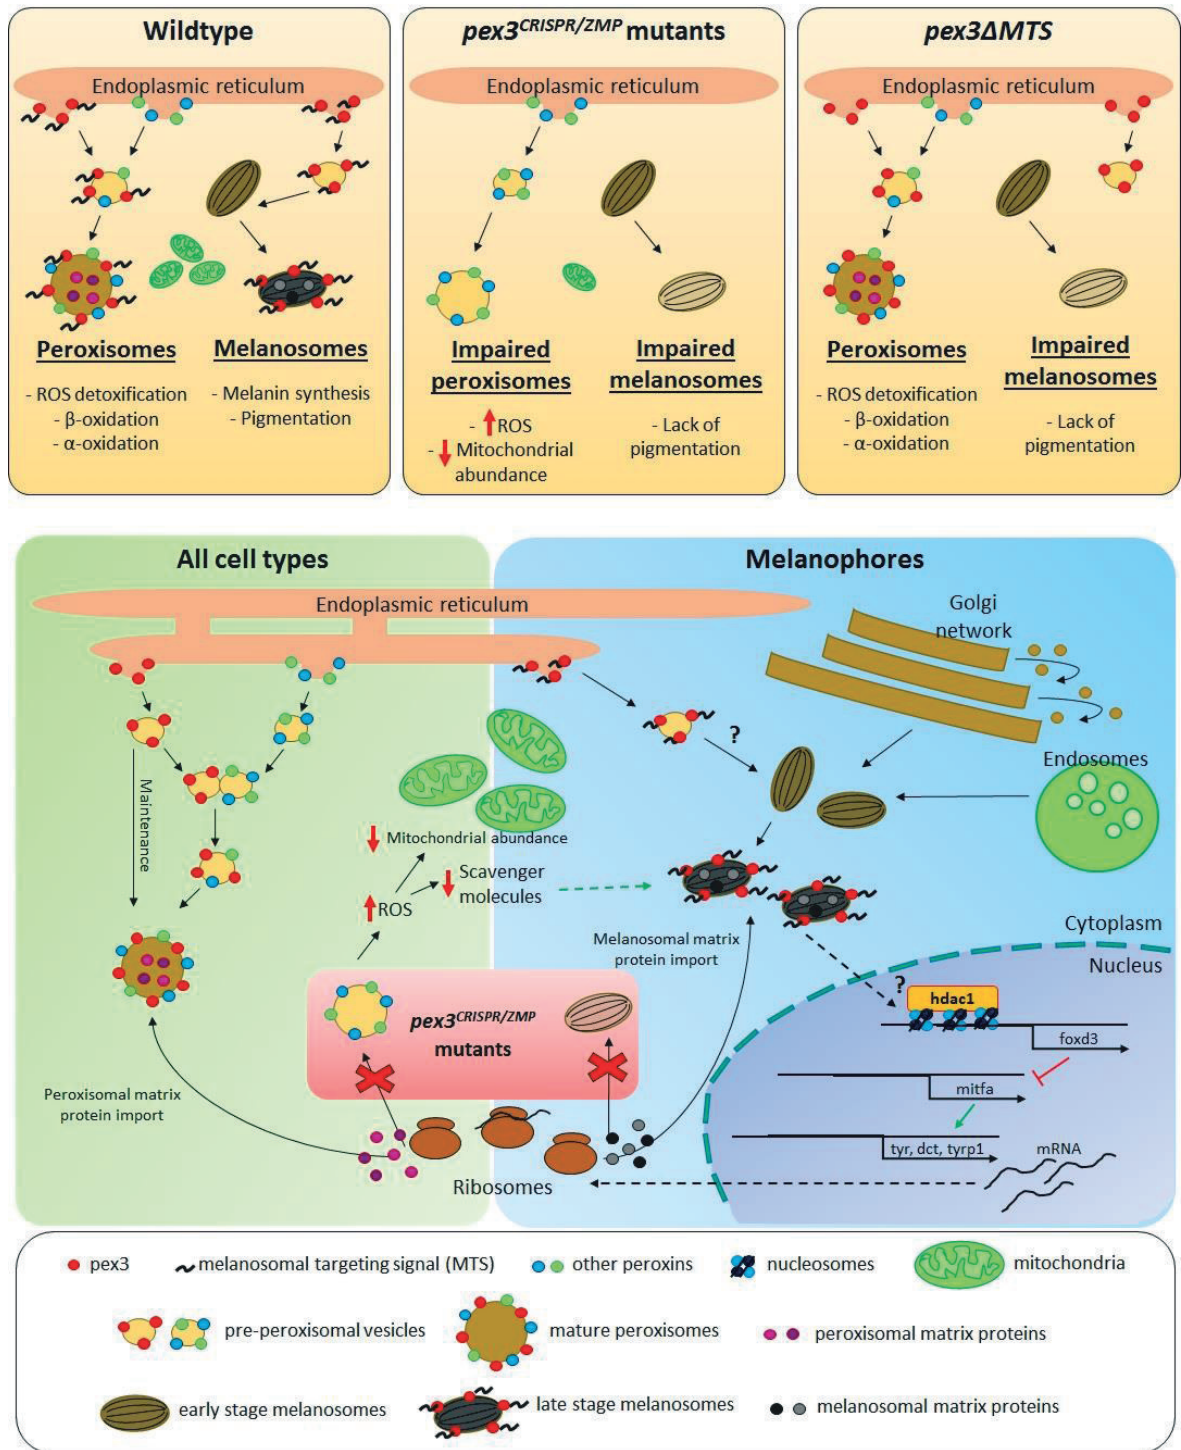 Wildtype
Endoplasmic reticulum
Peroxisomes
- ROS detoxification
- β-oxidation
- α-oxidation
Melanosomes
- Melanin synthesis
- Pigmentation
pex3CRISPR/ZMP mutants
Endoplasmic reticulum
Impaired
peroxisomes
- ROS
- Mitochondrial
abundance
Impaired
melanosomes
- Lack of
pigmentation
pex3ΔMTS
Endoplasmic reticulum
Peroxisomes
- ROS detoxification
- β-oxidation
- α-oxidation
Impaired
melanosomes
- Lack of
pigmentation
All cell types
Melanophores
Endoplasmic reticulum
Golgi
network
?
Endosomes
Maintenance
Mitochondrial abundance
Scavenger
molecules
ROS
Melanosomal matrix
protein import
Cytoplasm
Nucleus
?
hdac1
foxd3
mitfa
tyr, dct, tyrp1
mRNA
pex3CRISPR/ZMP
mutants
Peroxisomal matrix
protein import
Ribosomes
pex3
melanosomal targeting signal (MTS)
other peroxins
nucleosomes
mitochondria
pre-peroxisomal vesicles
mature peroxisomes
peroxisomal matrix proteins
early stage melanosomes
late stage melanosomes
melanosomal matrix proteins